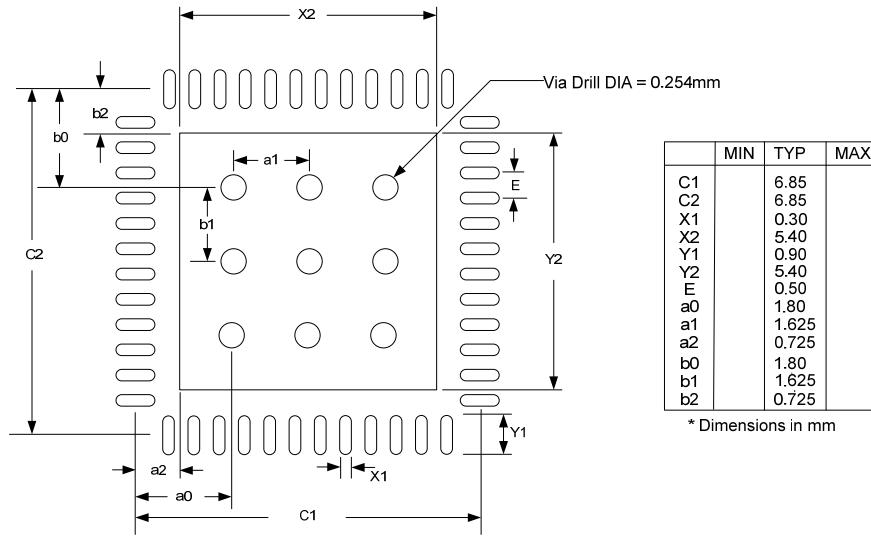 X2
Via Drill DIA = 0.254mm
b2
b0
a1
E
b1
C2
Y2
Y1
X1
a2
a0
C1
MIN TYP MAX
C1 6.85
C2 6.85
X1 0.30
X2 5.40
Y1 0.90
Y2 5.40
E 0.50
a0 1.80
a1 1.625
a2 0.725
b0 1.80
b1 1.625
b2 0.725
* Dimensions in mm